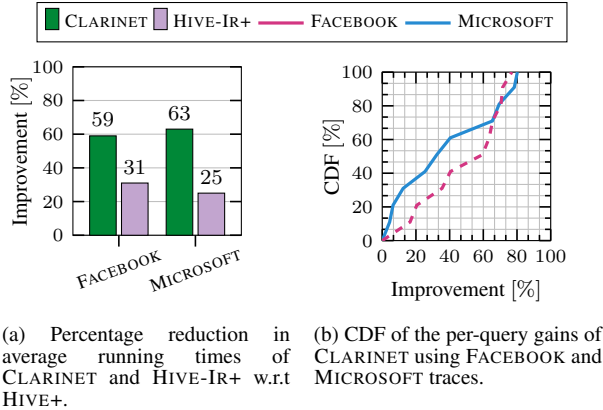 CLARINET HIVE-IR+ FACEBOOK MICROSOFT
100
80
60
40
20
0
Improvement [%]
59
31
63
25
FACEBOOK
MICROSOFT
100
80
60
40
20
0
CDF [%]
0 20 40 60 80 100
Improvement [%]
(a) Percentage reduction in
average running times of
CLARINET and HIVE-IR+ w.r.t
HIVE+.
(b) CDF of the per-query gains of
CLARINET using FACEBOOK and
MICROSOFT traces.